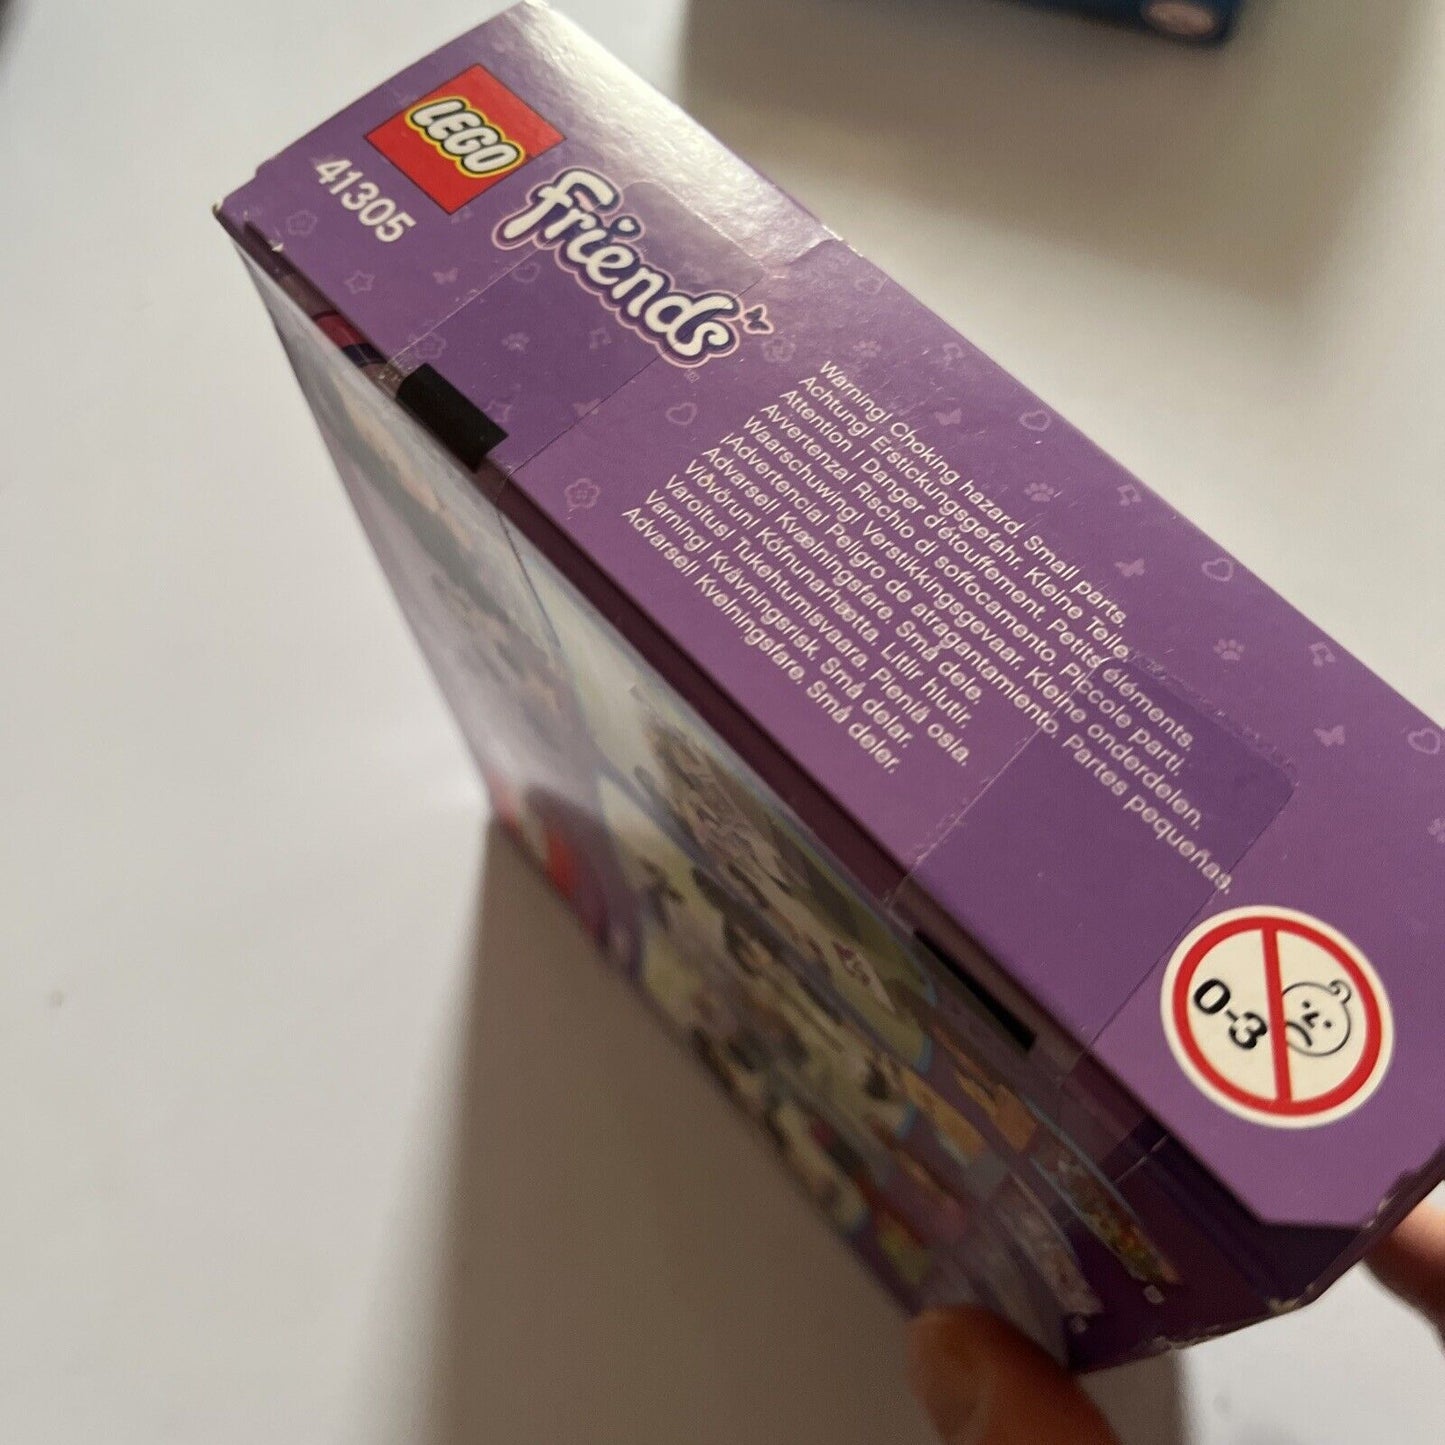 LEGO
41305
Friends
Warning! Choking hazard. Small parts.
Achtung! Erstickungsgefahr. Kleine Teile.
Attention ! Danger d'étouffement. Petits éléments.
Avvertenza! Rischio di soffocamento. Piccole parti.
Waarschuwing! Verstikkingsgevaar. Kleine onderdelen.
¡Advertencia! Peligro de atragantamiento. Partes pequeñas.
Advarsel! Kvælningsfare. Små dele.
Viðvörun! Köfnunarhætta. Litlir hlutir.
Varoitus! Tukehtumisvaara. Pieniä osia.
Varning! Kvävningsrisk. Små delar.
Advarsel! Kvelningsfare. Små deler.
0-3